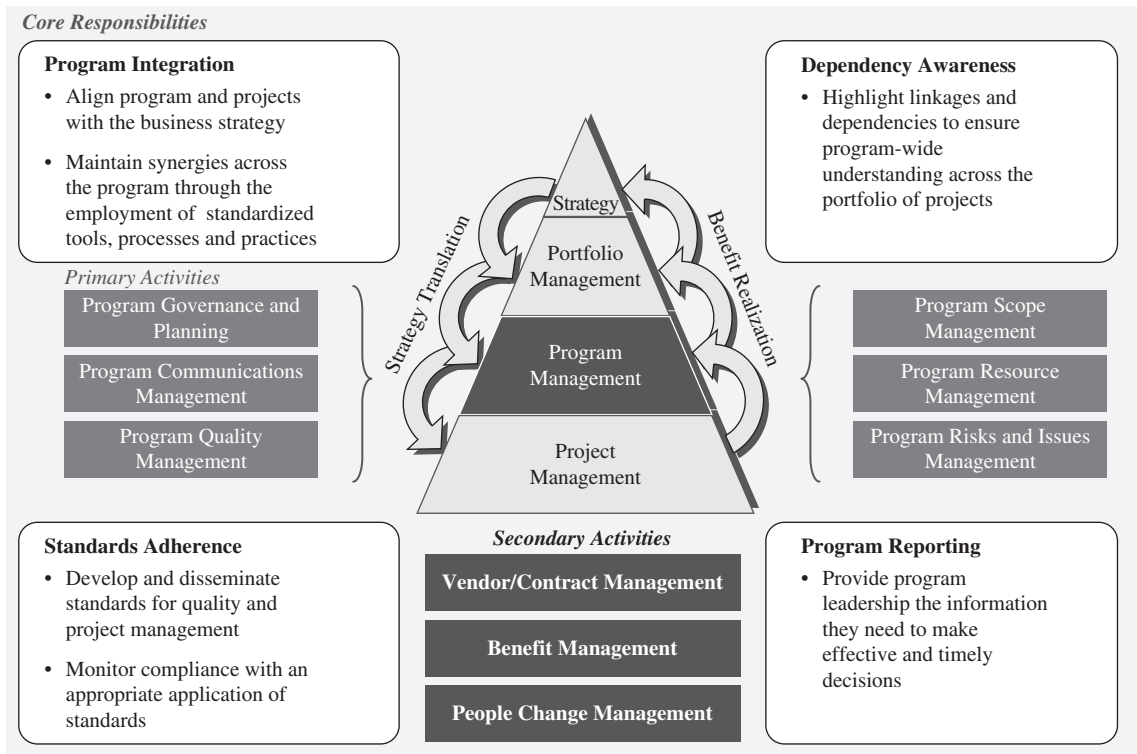 Core Responsibilities
Program Integration
• Align program and projects
with the business strategy
• Maintain synergies across
the program through the
employment of standardized
tools, processes and practices
Dependency Awareness
• Highlight linkages and
dependencies to ensure
program-wide
understanding across the
portfolio of projects
Primary Activities
Program Governance and
Planning
Program Communications
Management
Program Quality
Management
Strategy Translation
Strategy
Portfolio
Management
Program
Management
Project
Management
Benefit Realization
Program Scope
Management
Program Resource
Management
Program Risks and Issues
Management
Standards Adherence
• Develop and disseminate
standards for quality and
project management
• Monitor compliance with an
appropriate application of
standards
Secondary Activities
Vendor/Contract Management
Benefit Management
People Change Management
Program Reporting
• Provide program
leadership the information
they need to make
effective and timely
decisions